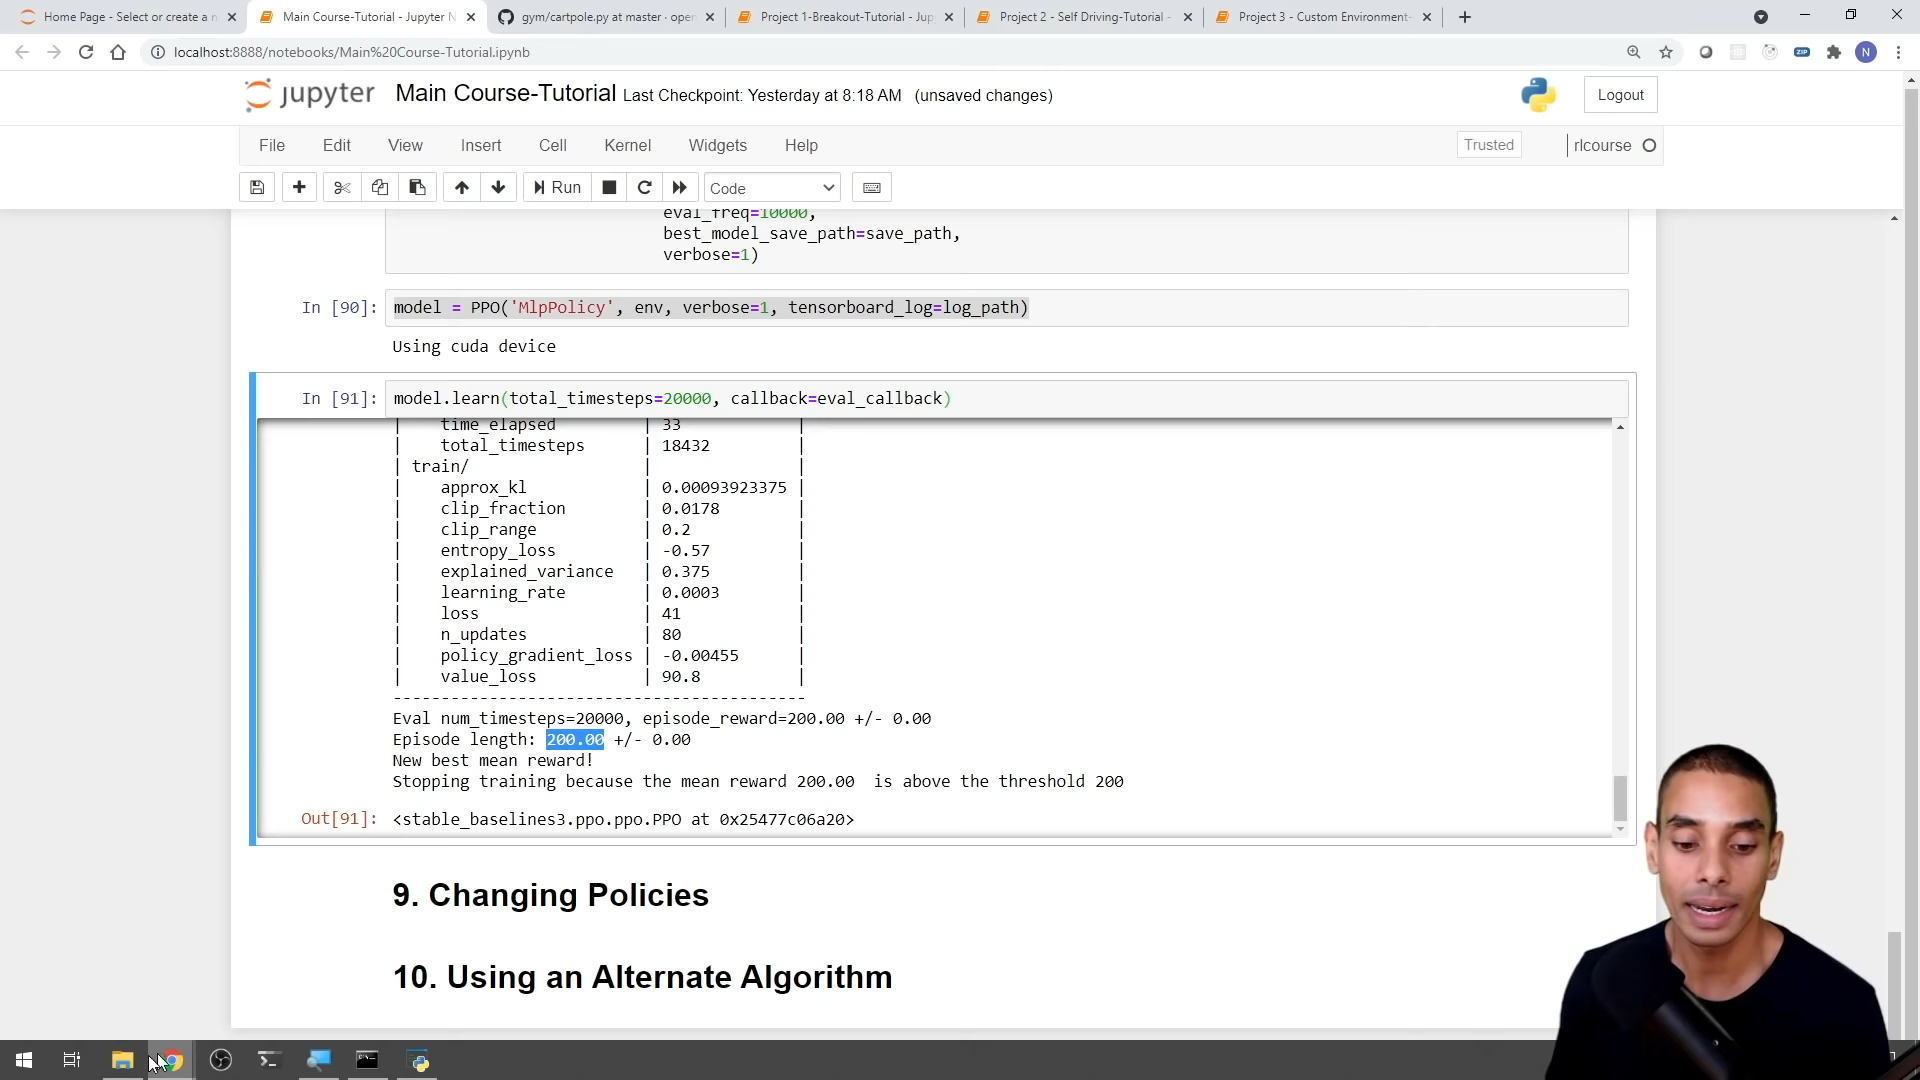 Home Page - Select or create a n
Main Course-Tutorial - Jupyter N
gym/cartpole.py at master · open
Project 1-Breakout-Tutorial - Jup
Project 2 - Self Driving-Tutorial -
Project 3 - Custom Environment-
localhost:8888/notebooks/Main%20Course-Tutorial.ipynb
ZIP
N
jupyter Main Course-Tutorial Last Checkpoint: Yesterday at 8:18 AM (unsaved changes)
Logout
File Edit View Insert Cell Kernel Widgets Help
Trusted
rlcourse
Run
Code
eval_freq=10000,
best_model_save_path=save_path,
verbose=1)
In [90]: model = PPO('MlpPolicy', env, verbose=1, tensorboard_log=log_path)
Using cuda device
In [91]: model.learn(total_timesteps=20000, callback=eval_callback)
| time_elapsed | 33 |
| total_timesteps | 18432 |
| train/ | |
| approx_kl | 0.00093923375 |
| clip_fraction | 0.0178 |
| clip_range | 0.2 |
| entropy_loss | -0.57 |
| explained_variance | 0.375 |
| learning_rate | 0.0003 |
| loss | 41 |
| n_updates | 80 |
| policy_gradient_loss | -0.00455 |
| value_loss | 90.8 |
-------------------------------------------
Eval num_timesteps=20000, episode_reward=200.00 +/- 0.00
Episode length: 200.00 +/- 0.00
New best mean reward!
Stopping training because the mean reward 200.00  is above the threshold 200
Out[91]: <stable_baselines3.ppo.ppo.PPO at 0x25477c06a20>
9. Changing Policies
10. Using an Alternate Algorithm